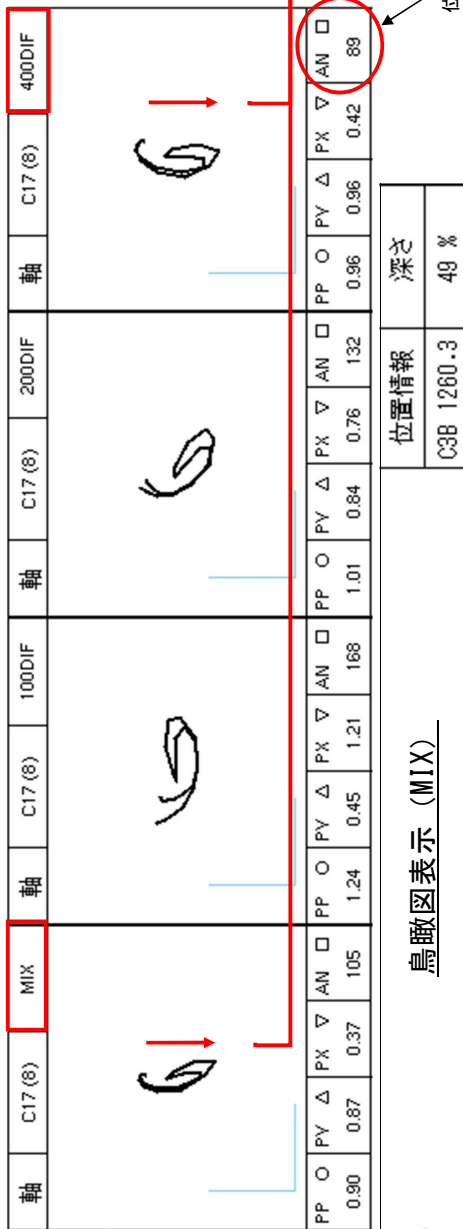 軸 C17 (8) MIX 軸 C17 (8) 100DIF 軸 C17 (8) 200DIF 軸 C17 (8) 400DIF
PP ○ PY △ PX ▽ AN □ PP ○ PY △ PX ▽ AN □ PP ○ PY △ PX ▽ AN □ PP ○ PY △ PX ▽ AN □
0.90 0.87 0.37 105 1.24 0.45 1.21 168 1.01 0.84 0.76 132 0.96 0.96 0.42 89
位
鳥瞰図表示 (MIX)
位置情報 深さ
C3B 1260.3 49 %